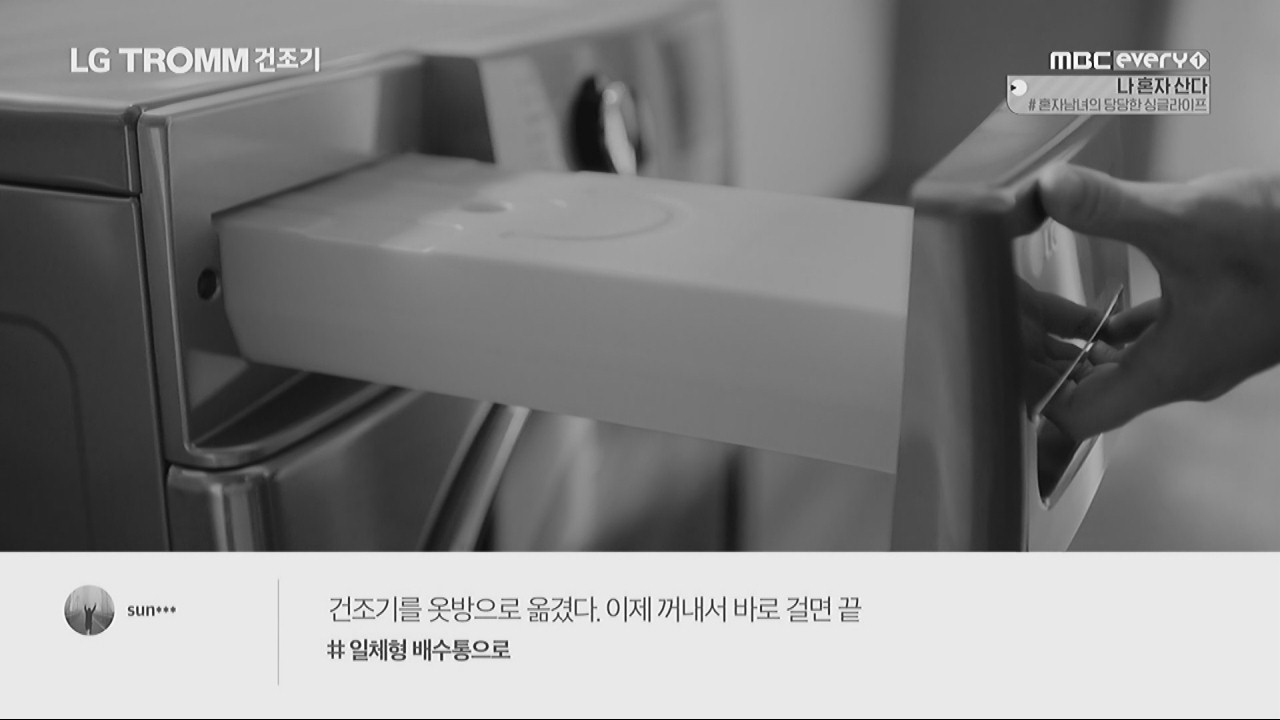 LG TROMM 건조기
MBC every1
나 혼자 산다
# 혼자남녀의 당당한 싱글라이프
sun***
건조기를 옷방으로 옮겼다. 이제 꺼내서 바로 걸면 끝
# 일체형 배수통으로